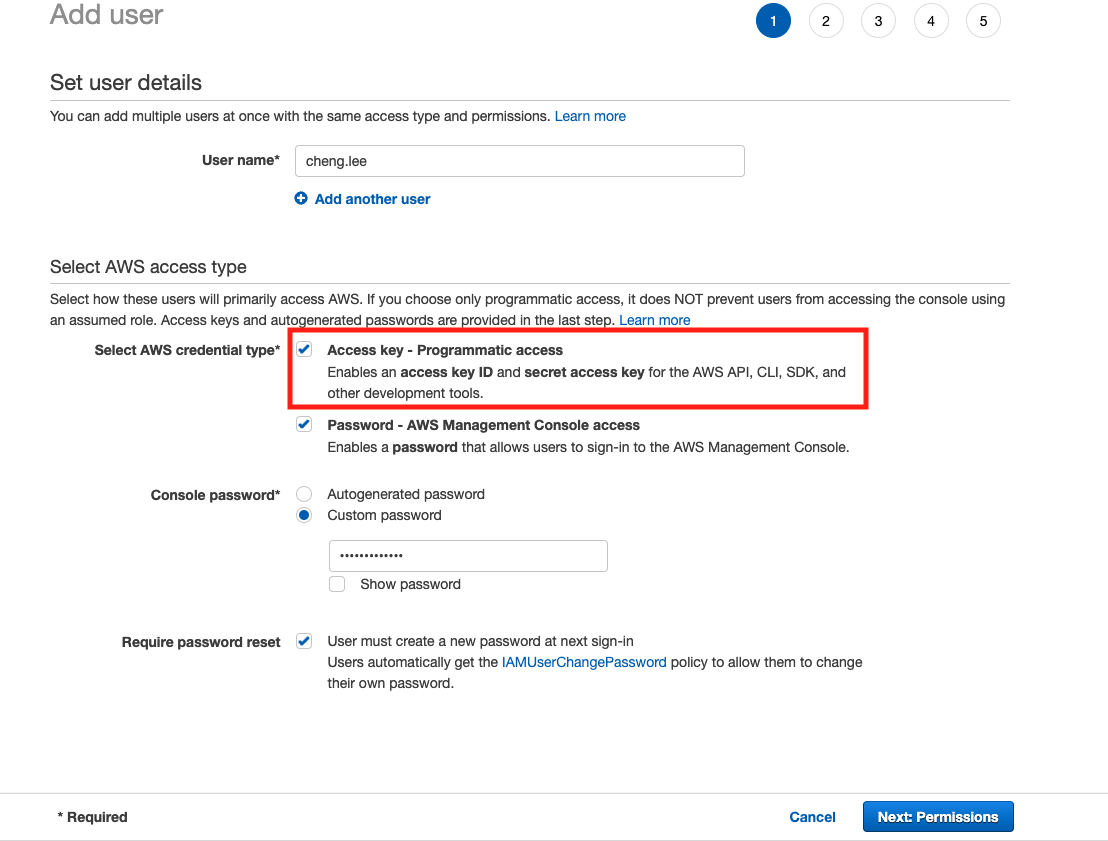 Add user
1 2 3 4 5
Set user details
You can add multiple users at once with the same access type and permissions. Learn more
User name* cheng.lee
Add another user
Select AWS access type
Select how these users will primarily access AWS. If you choose only programmatic access, it does NOT prevent users from accessing the console using
an assumed role. Access keys and autogenerated passwords are provided in the last step. Learn more
Select AWS credential type* Access key - Programmatic access
Enables an access key ID and secret access key for the AWS API, CLI, SDK, and
other development tools.
Password - AWS Management Console access
Enables a password that allows users to sign-in to the AWS Management Console.
Console password* Autogenerated password
Custom password
•••••••••••••
Show password
Require password reset User must create a new password at next sign-in
Users automatically get the IAMUserChangePassword policy to allow them to change
their own password.
* Required Cancel Next: Permissions